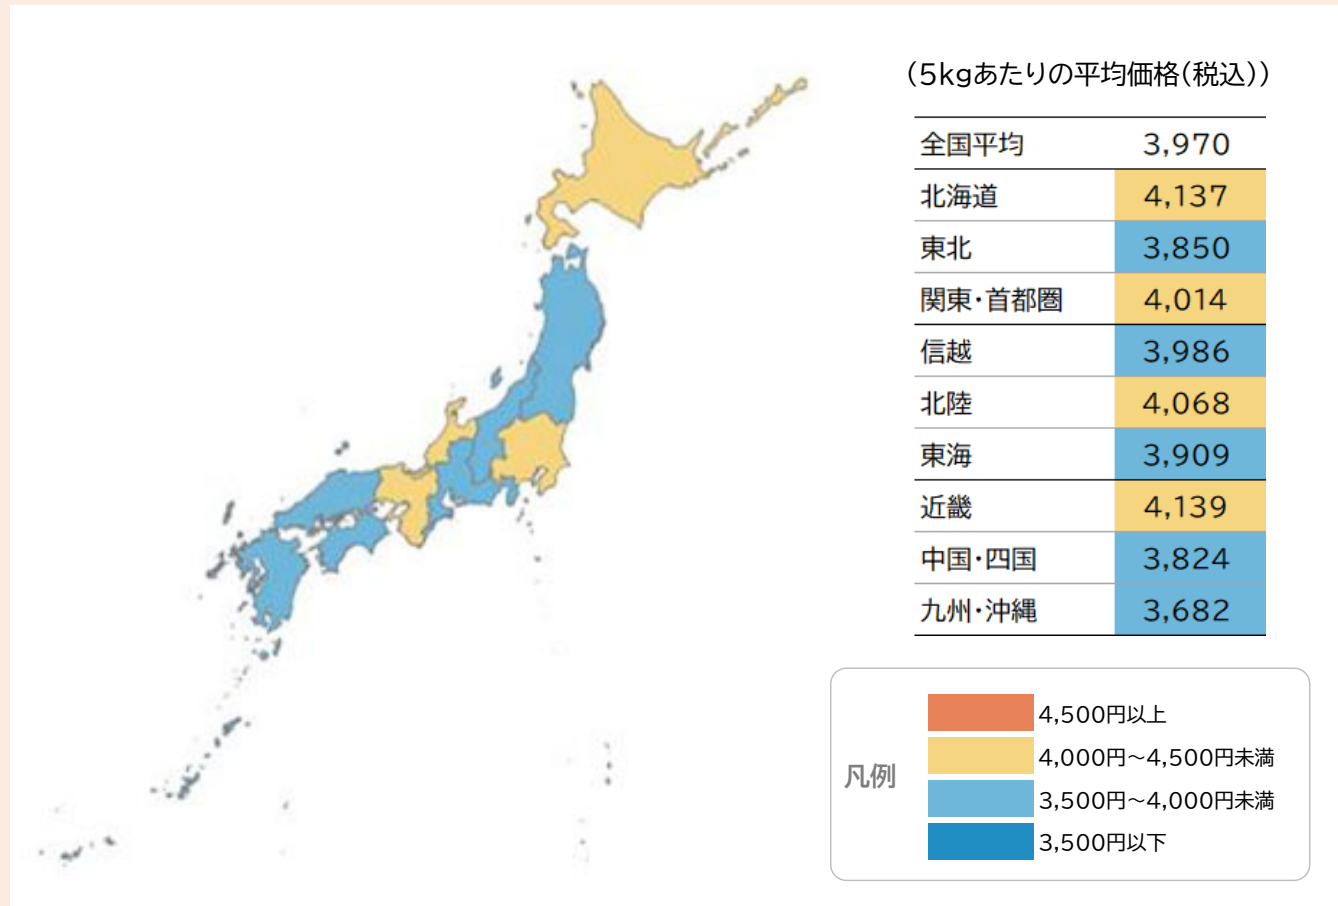 （5kgあたりの平均価格（税込））
全国平均 3,970
北海道 4,137
東北 3,850
関東・首都圏 4,014
信越 3,986
北陸 4,068
東海 3,909
近畿 4,139
中国・四国 3,824
九州・沖縄 3,682
凡例
4,500円以上
4,000円～4,500円未満
3,500円～4,000円未満
3,500円以下